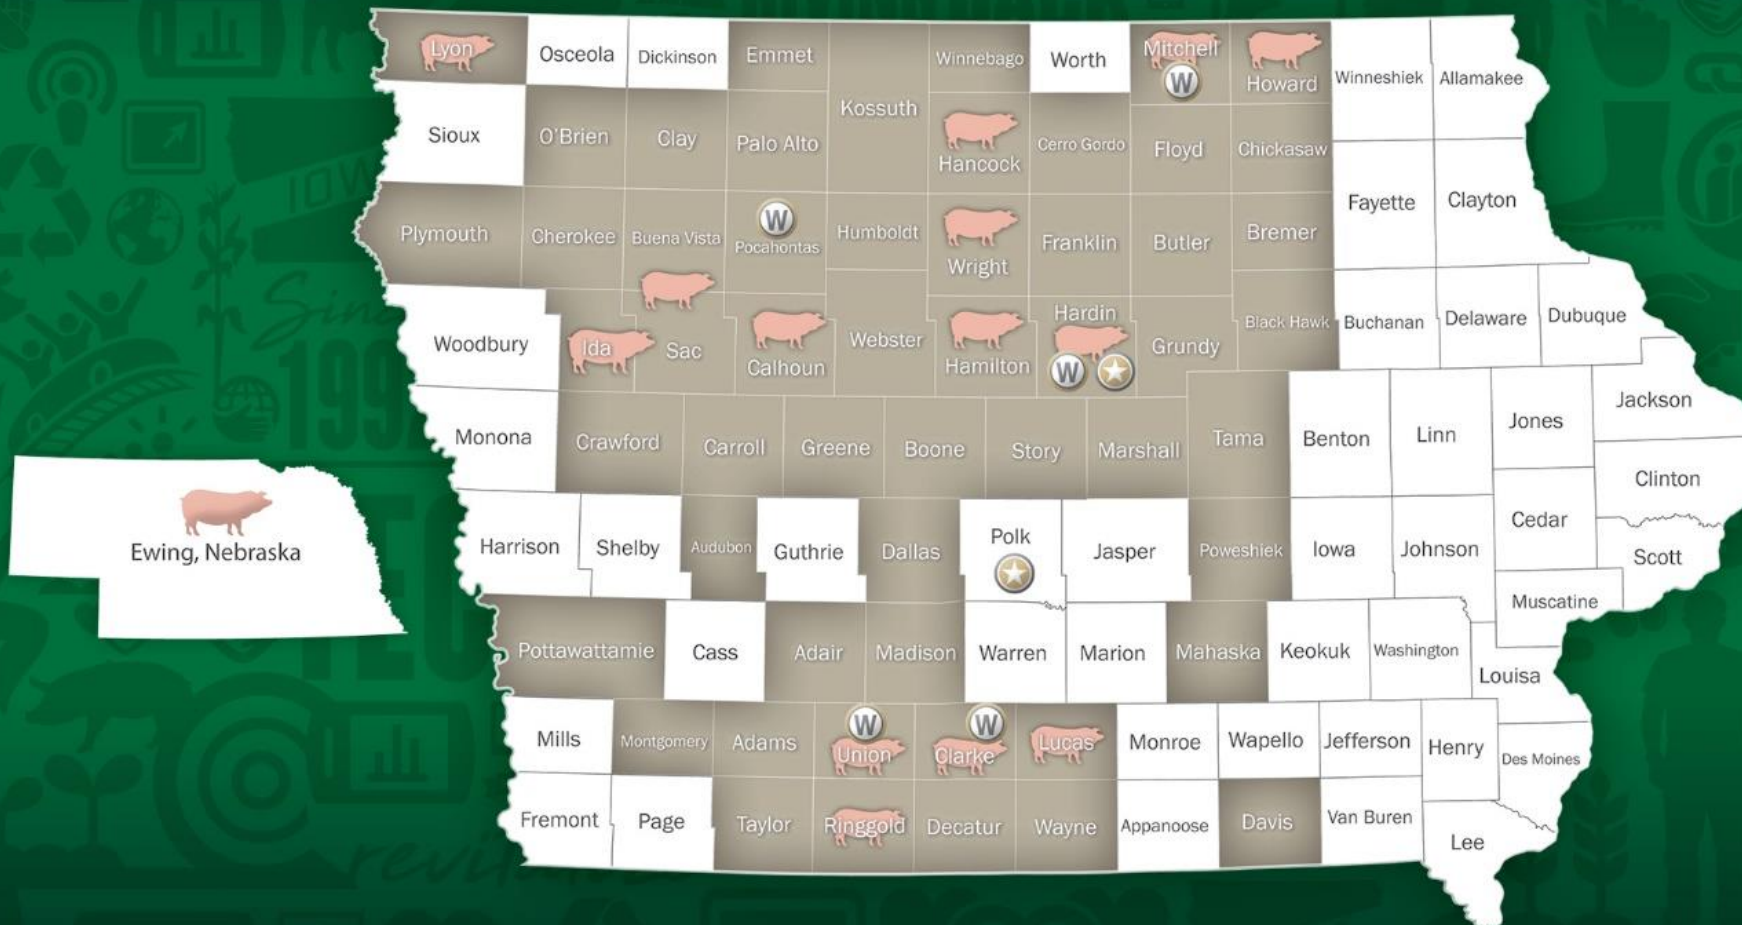 Lyon
Osceola
Dickinson
Emmet
Winnebago
Worth
Mitchell
W
Howard
Winneshiek
Allamakee
Kossuth
Sioux
O'Brien
Clay
Palo Alto
Hancock
Cerro Gordo
Floyd
Chickasaw
Fayette
Clayton
Plymouth
Cherokee
Buena Vista
W
Pocahontas
Humboldt
Wright
Franklin
Butler
Bremer
Woodbury
Ida
Sac
Calhoun
Webster
Hamilton
Hardin
W
Grundy
Black Hawk
Buchanan
Delaware
Dubuque
Monona
Crawford
Carroll
Greene
Boone
Story
Marshall
Tama
Benton
Linn
Jones
Jackson
Clinton
Ewing, Nebraska
Harrison
Shelby
Audubon
Guthrie
Dallas
Polk
Jasper
Poweshiek
Iowa
Johnson
Cedar
Scott
Muscatine
Pottawattamie
Cass
Adair
Madison
Warren
Marion
Mahaska
Keokuk
Washington
Louisa
Mills
Montgomery
Adams
W
Union
W
Clarke
Lucas
Monroe
Wapello
Jefferson
Henry
Des Moines
Fremont
Page
Taylor
Ringgold
Decatur
Wayne
Appanoose
Davis
Van Buren
Lee
IOW
Sin
199